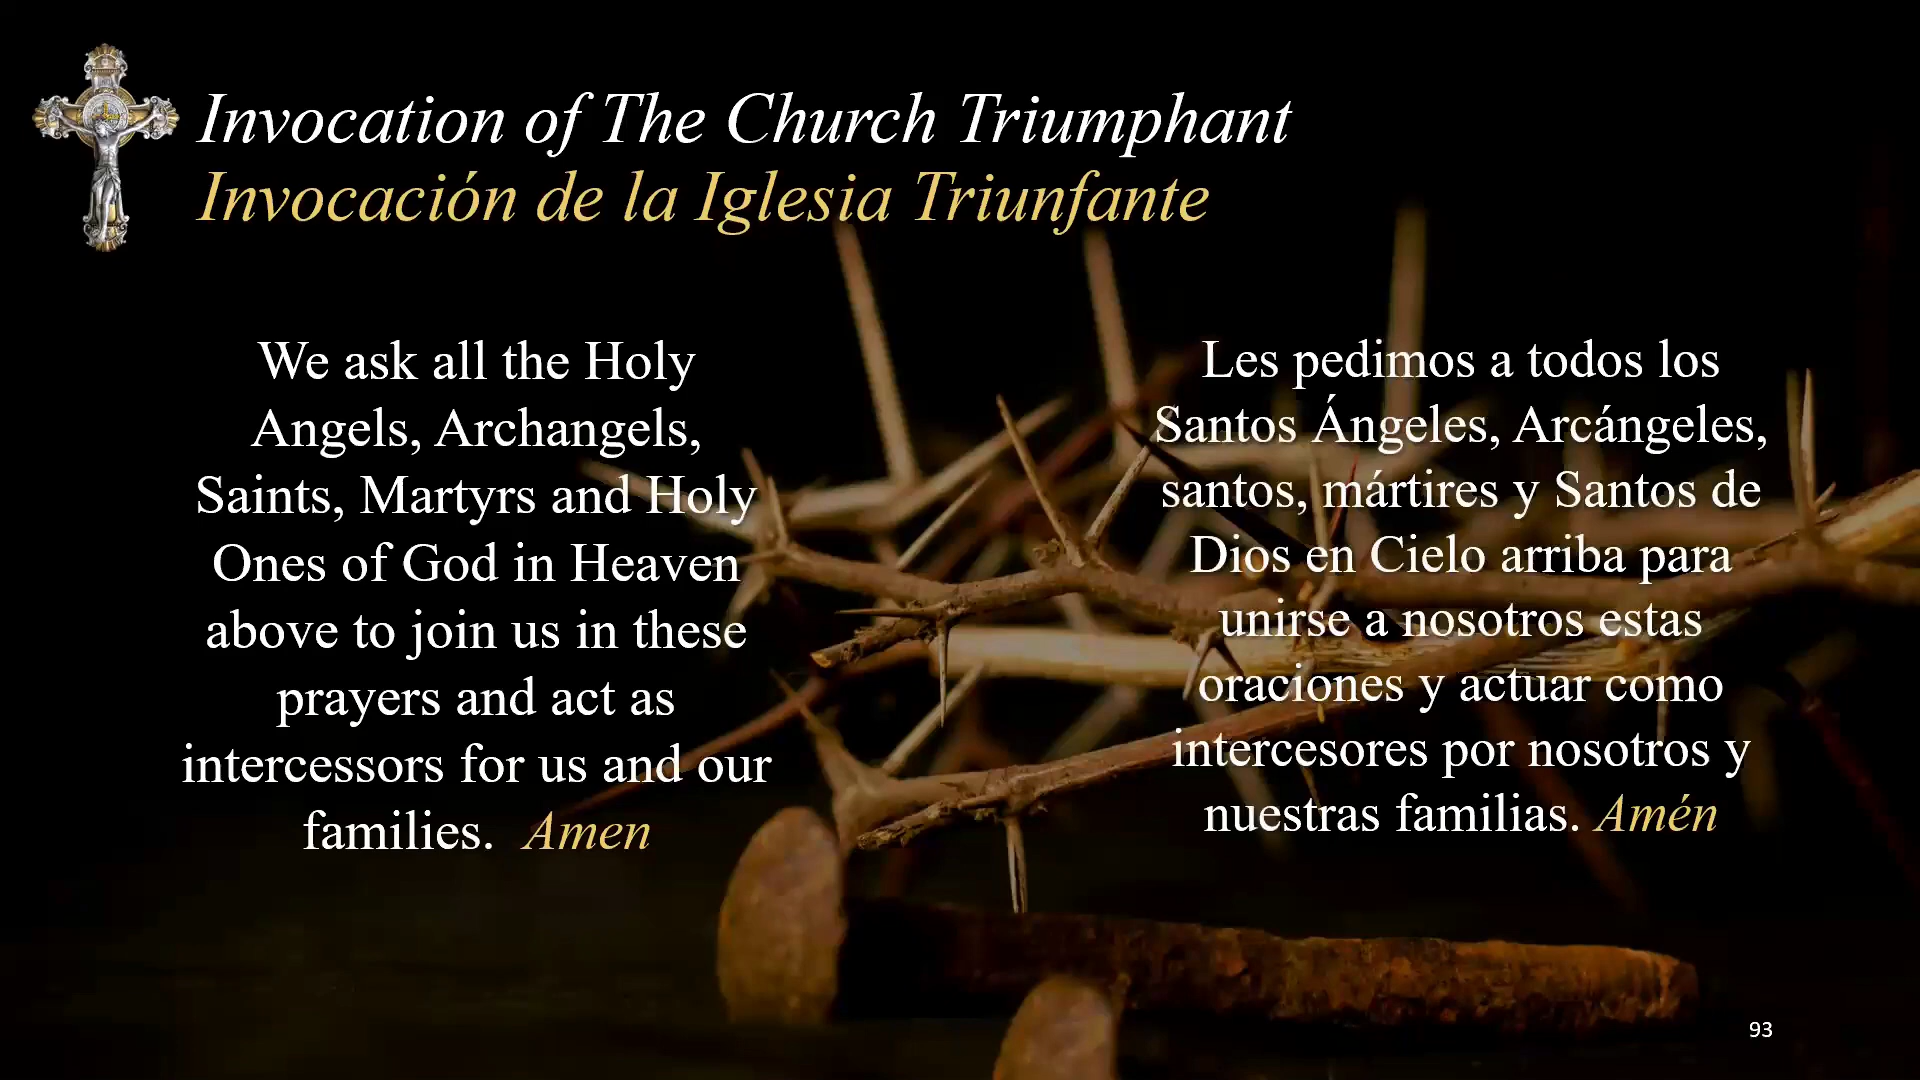 Invocation of The Church Triumphant
Invocación de la Iglesia Triunfante
We ask all the Holy
Angels, Archangels,
Saints, Martyrs and Holy
Ones of God in Heaven
above to join us in these
prayers and act as
intercessors for us and our
families.  Amen
Les pedimos a todos los
Santos Ángeles, Arcángeles,
santos, mártires y Santos de
Dios en Cielo arriba para
unirse a nosotros estas
oraciones y actuar como
intercesores por nosotros y
nuestras familias. Amén
93